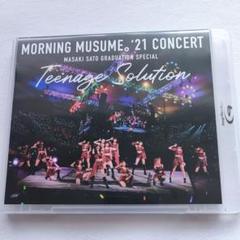 MORNING MUSUME。'21 CONCERT
MASAKI SATO GRADUATION SPECIAL
Teenage Solution